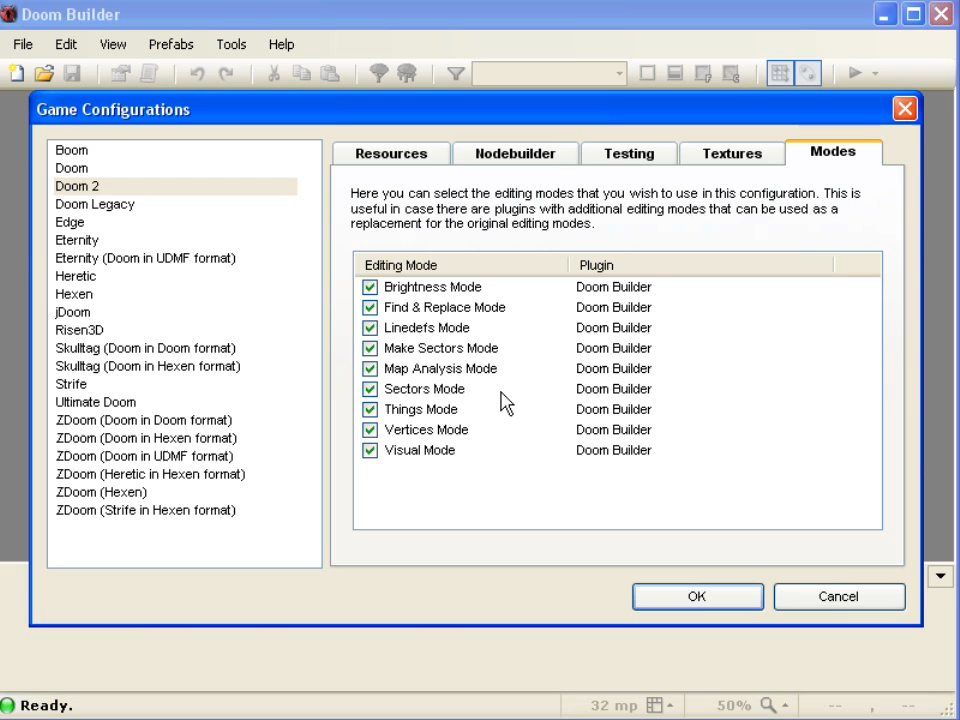 Doom Builder
File Edit View Prefabs Tools Help
Game Configurations
Boom
Doom
Doom 2
Doom Legacy
Edge
Eternity
Eternity (Doom in UDMF format)
Heretic
Hexen
jDoom
Risen3D
Skulltag (Doom in Doom format)
Skulltag (Doom in Hexen format)
Strife
Ultimate Doom
ZDoom (Doom in Doom format)
ZDoom (Doom in Hexen format)
ZDoom (Doom in UDMF format)
ZDoom (Heretic in Hexen format)
ZDoom (Hexen)
ZDoom (Strife in Hexen format)
Resources Nodebuilder Testing Textures Modes
Here you can select the editing modes that you wish to use in this configuration. This is
useful in case there are plugins with additional editing modes that can be used as a
replacement for the original editing modes.
Editing Mode Plugin
Brightness Mode Doom Builder
Find & Replace Mode Doom Builder
Linedefs Mode Doom Builder
Make Sectors Mode Doom Builder
Map Analysis Mode Doom Builder
Sectors Mode Doom Builder
Things Mode Doom Builder
Vertices Mode Doom Builder
Visual Mode Doom Builder
OK Cancel
Ready. 32 mp 50% -- , --